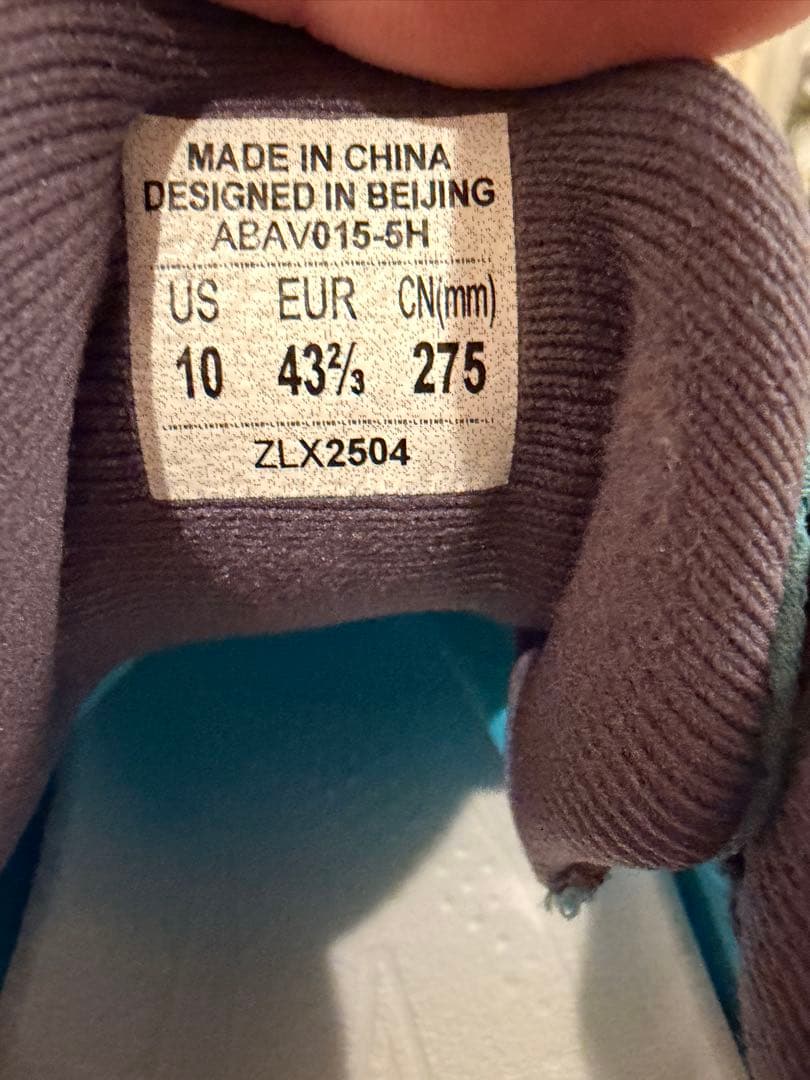 MADE IN CHINA
DESIGNED IN BEIJING
ABAV015-5H
US EUR CN(mm)
10 43⅔ 275
ZLX2504